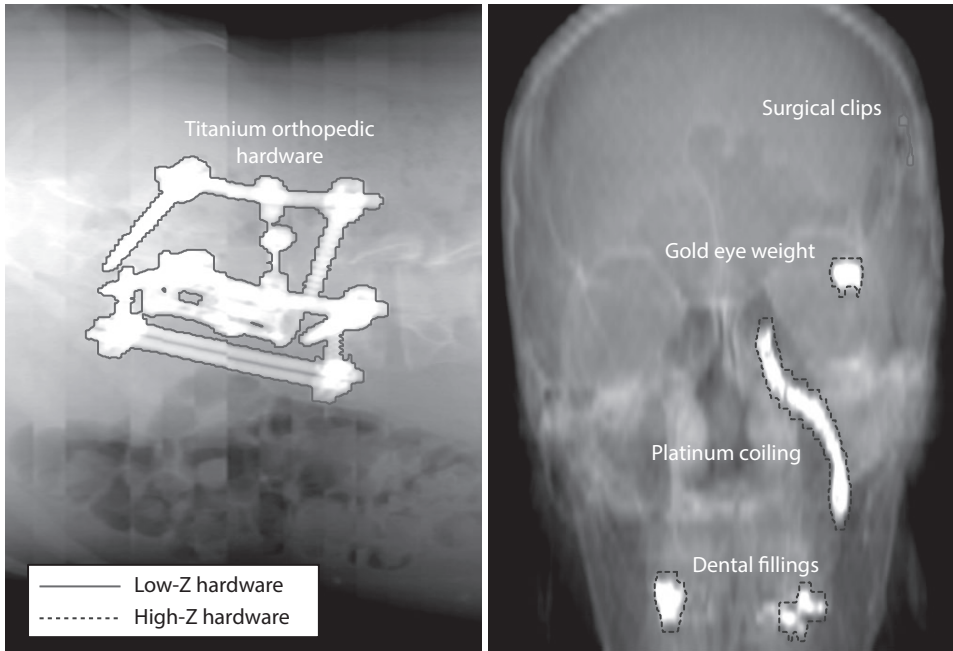 Titanium orthopedic
hardware
Low-Z hardware
High-Z hardware
Surgical clips
Gold eye weight
Platinum coiling
Dental fillings